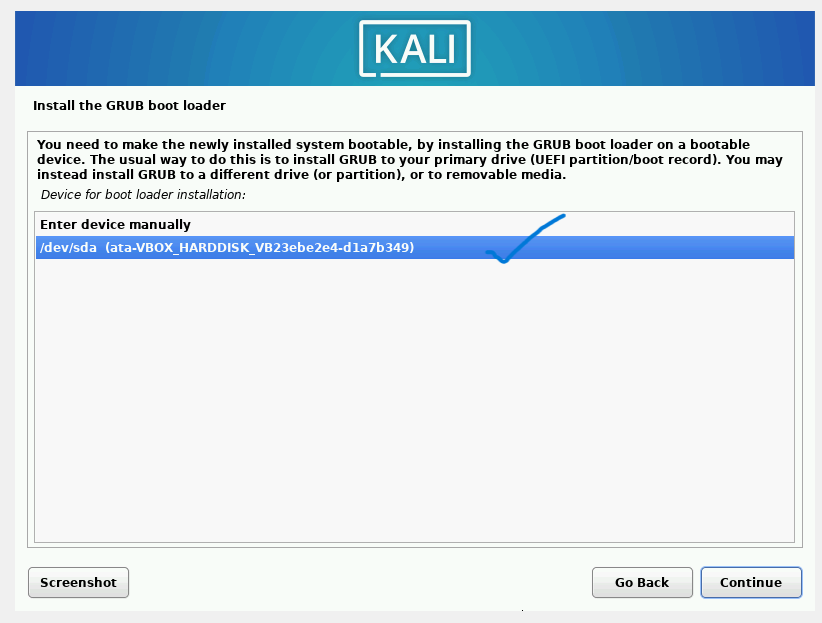 KALI
Install the GRUB boot loader
You need to make the newly installed system bootable, by installing the GRUB boot loader on a bootable
device. The usual way to do this is to install GRUB to your primary drive (UEFI partition/boot record). You may
instead install GRUB to a different drive (or partition), or to removable media.
Device for boot loader installation:
Enter device manually
/dev/sda (ata-VBOX_HARDDISK_VB23ebe2e4-d1a7b349)
Screenshot
Go Back
Continue